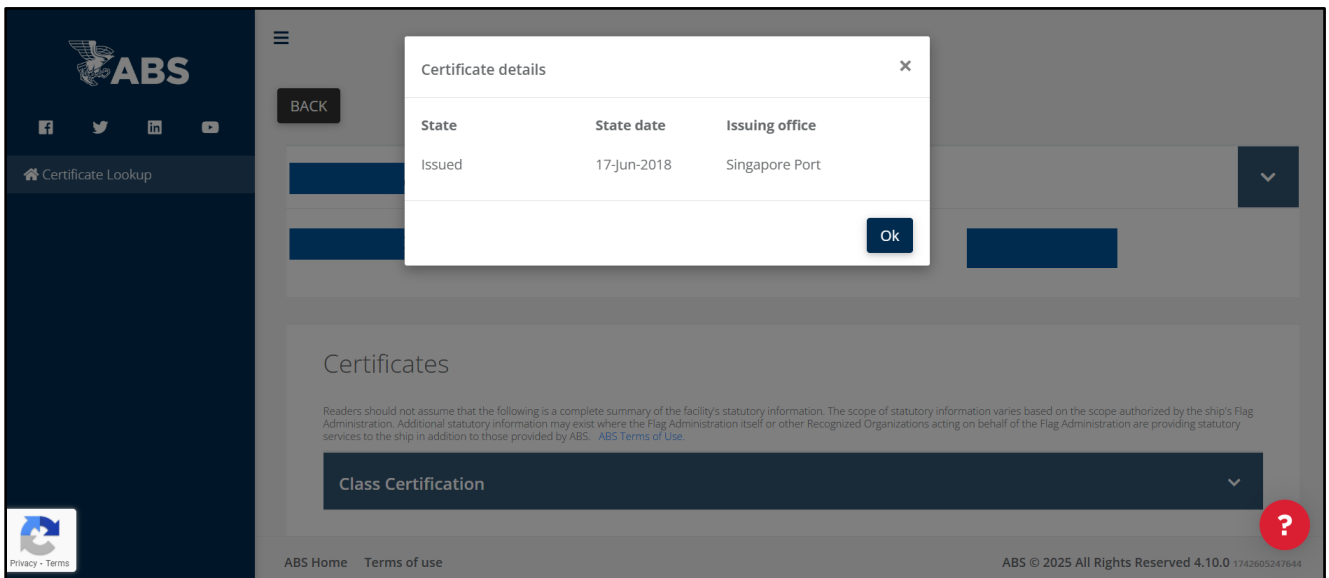 ABS
Certificate Lookup
BACK
Certificate details ×
State State date Issuing office
Issued 17-Jun-2018 Singapore Port
Ok
Certificates
Readers should not assume that the following is a complete summary of the facility's statutory information. The scope of statutory information varies based on the scope authorized by the ship's Flag
Administration. Additional statutory information may exist where the Flag Administration itself or other Recognized Organizations acting on behalf of the Flag Administration are providing statutory
services to the ship in addition to those provided by ABS. ABS Terms of Use.
Class Certification
?
Privacy - Terms
ABS Home Terms of use ABS © 2025 All Rights Reserved 4.10.0 1742605247644